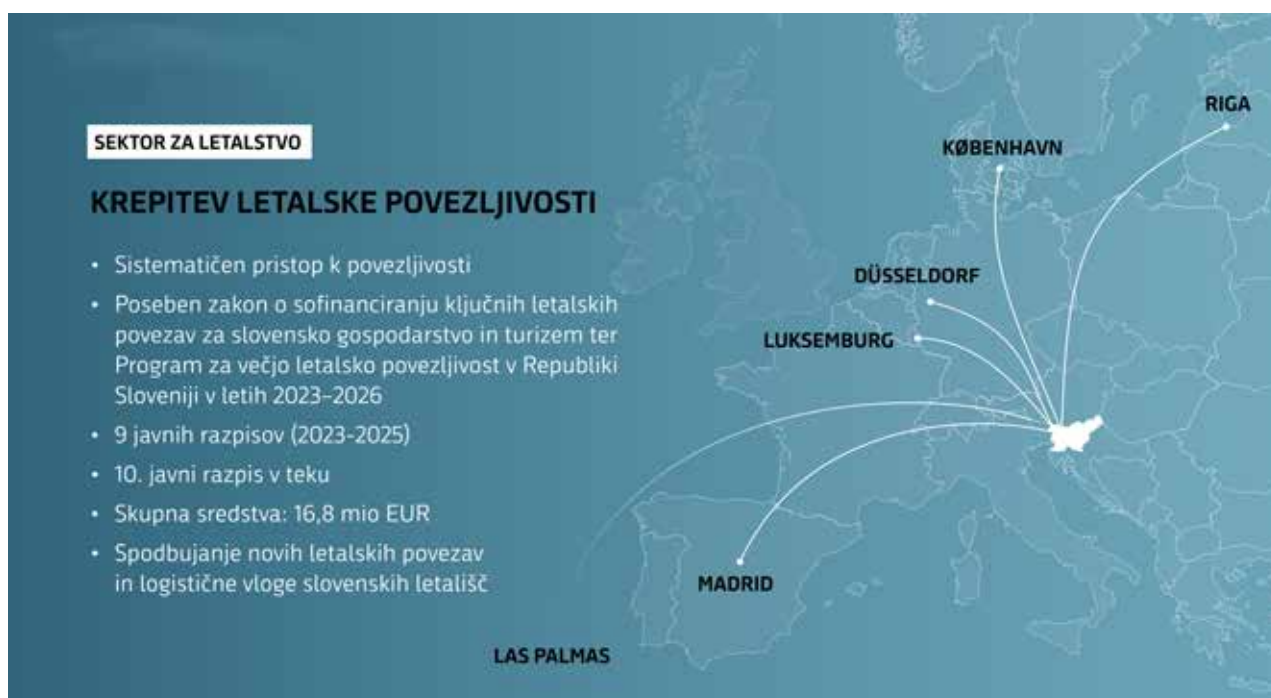 SEKTOR ZA LETALSTVO
KREPITEV LETALSKE POVEZLJIVOSTI
• Sistematičen pristop k povezljivosti
• Poseben zakon o sofinanciranju ključnih letalskih
povezav za slovensko gospodarstvo in turizem ter
Program za večjo letalsko povezljivost v Republiki
Sloveniji v letih 2023–2026
• 9 javnih razpisov (2023-2025)
• 10. javni razpis v teku
• Skupna sredstva: 16,8 mio EUR
• Spodbujanje novih letalskih povezav
in logistične vloge slovenskih letališč
RIGA
KØBENHAVN
DÜSSELDORF
LUKSEMBURG
MADRID
LAS PALMAS